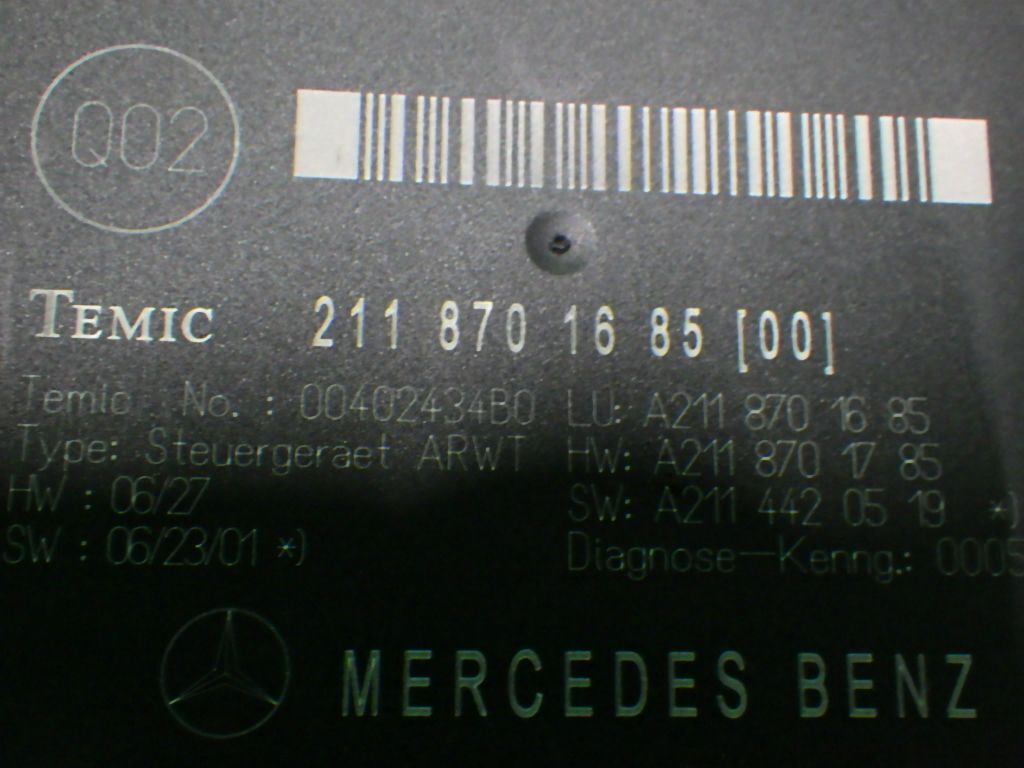 Q02
TEMIC 211 870 16 85 [00]
Temic No. : 00402434B0 LU: A211 870 16 85
Type: Steuergeraet ARWT HW: A211 870 17 85
HW : 06/27 SW: A211 442 05 19 *)
SW : 06/23/01 *) Diagnose-Kenng.: 0005
MERCEDES BENZ